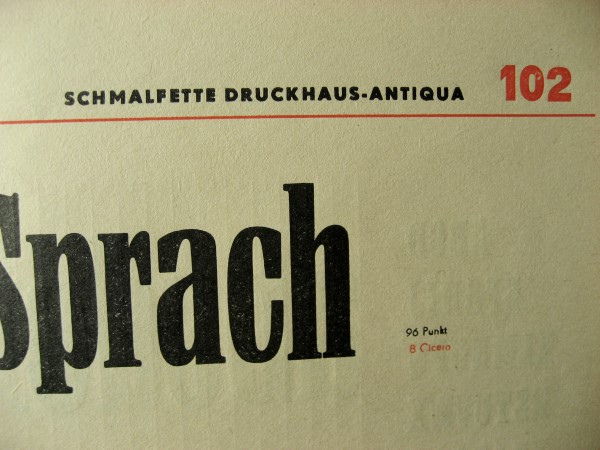 SCHMALFETTE DRUCKHAUS-ANTIQUA 102
Sprach
96 Punkt
8 Cicero